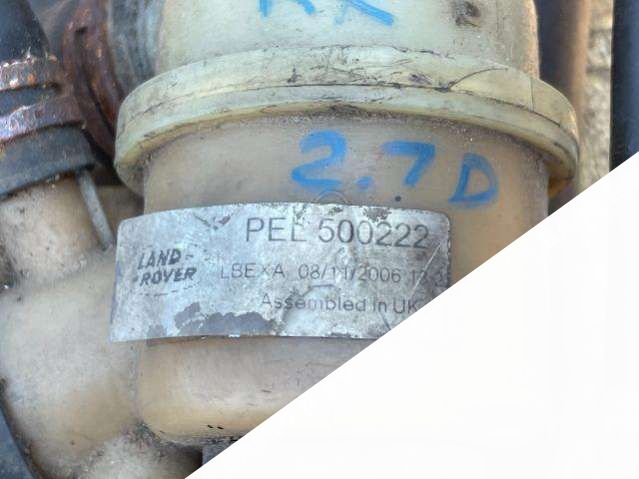 2.7D
PEL 500222
LAND-
-ROVER
LBEXA 08/11/2006
Assembled in UK